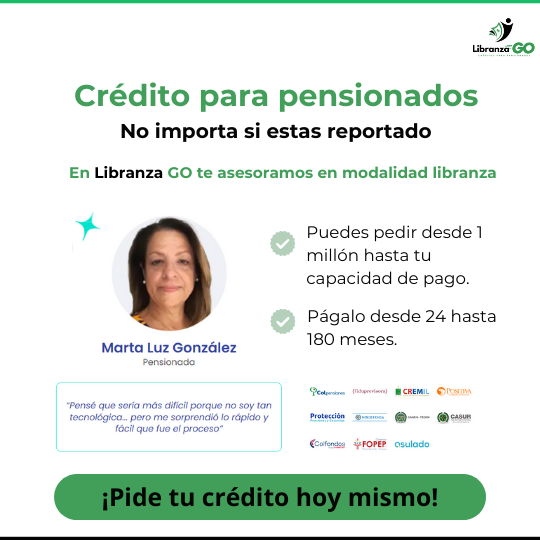 Libranza GO
Crédito para pensionados
No importa si estas reportado
En Libranza GO te asesoramos en modalidad libranza
Puedes pedir desde 1
millón hasta tu
capacidad de pago.
Págalo desde 24 hasta
180 meses.
Marta Luz González
Pensionada
“Pensé que sería más difícil porque no soy tan
tecnológica... pero me sorprendió lo rápido y
fácil que fue el proceso”
Colpensiones (fiduprevisora) CREMIL POSITIVA
Protección CASUR
Colfondos FOPEP asulado
¡Pide tu crédito hoy mismo!